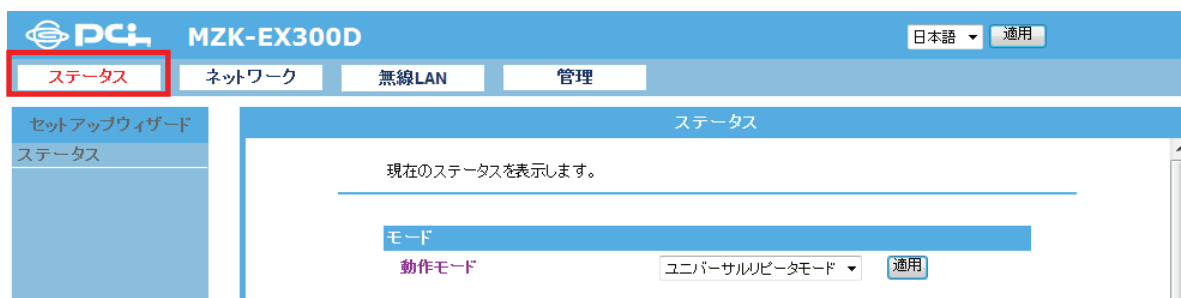 PCi MZK-EX300D 日本語 適用
ステータス ネットワーク 無線LAN 管理
セットアップウィザード ステータス
ステータス
現在のステータスを表示します。
モード
動作モード ユニバーサルリピータモード 適用